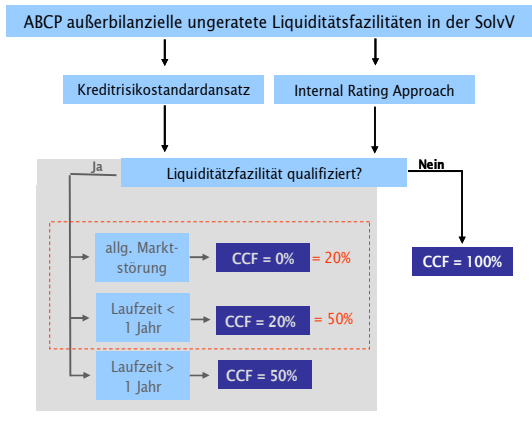 ABCP außerbilanzielle ungeratete Liquiditätsfazilitäten in der SolvV
Kreditrisikostandardansatz
Internal Rating Approach
Ja
Liquiditätzfazilität qualifiziert?
Nein
allg. Markt-
störung
CCF = 0%
= 20%
CCF = 100%
Laufzeit <
1 Jahr
CCF = 20%
= 50%
Laufzeit >
1 Jahr
CCF = 50%